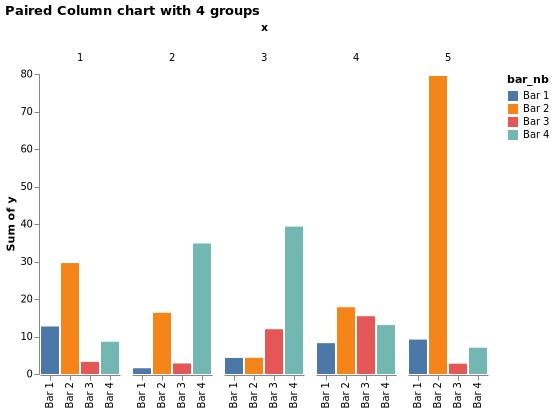 Paired Column chart with 4 groups
x
1 2 3 4 5
80
70
60
50
40
30
20
10
0
Sum of y
Bar 1 Bar 2 Bar 3 Bar 4 Bar 1 Bar 2 Bar 3 Bar 4 Bar 1 Bar 2 Bar 3 Bar 4 Bar 1 Bar 2 Bar 3 Bar 4 Bar 1 Bar 2 Bar 3 Bar 4
bar_nb
Bar 1
Bar 2
Bar 3
Bar 4